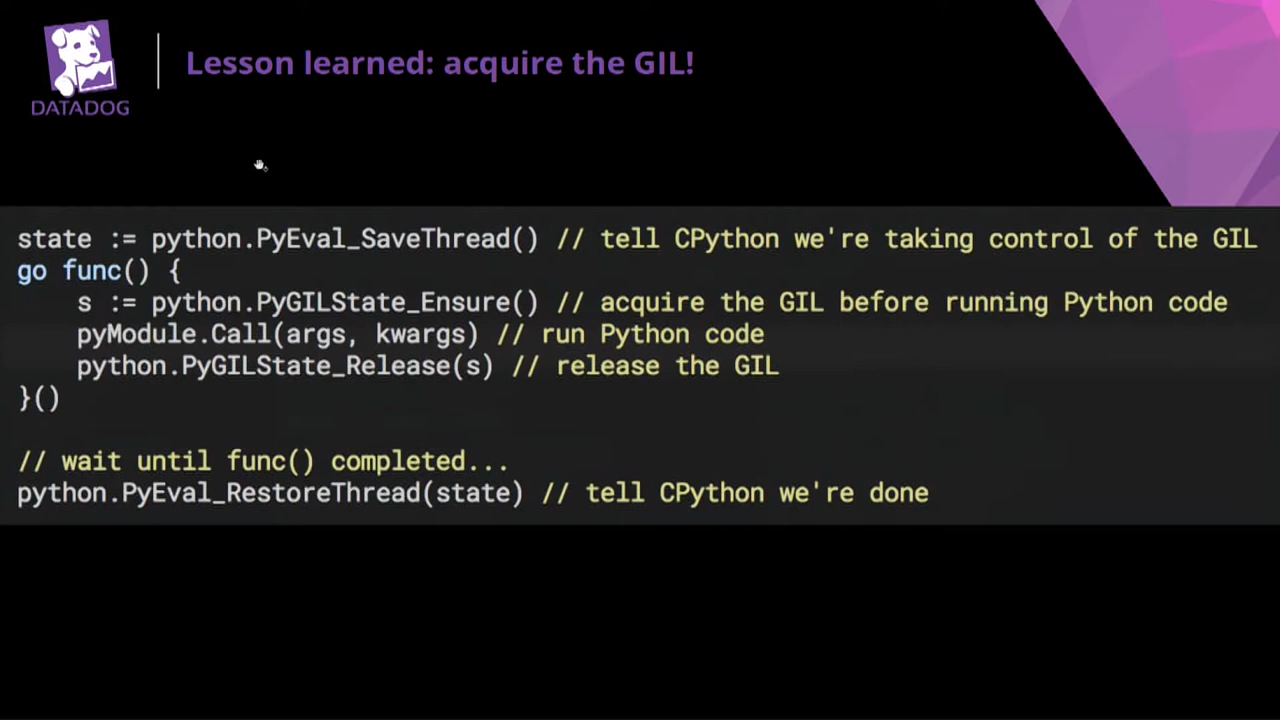 DATADOG
Lesson learned: acquire the GIL!
state := python.PyEval_SaveThread() // tell CPython we're taking control of the GIL
go func() {
    s := python.PyGILState_Ensure() // acquire the GIL before running Python code
    pyModule.Call(args, kwargs) // run Python code
    python.PyGILState_Release(s) // release the GIL
}()
// wait until func() completed...
python.PyEval_RestoreThread(state) // tell CPython we're done